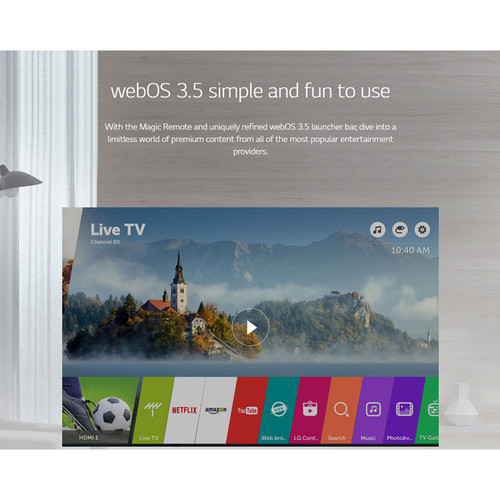 webOS 3.5 simple and fun to use
With the Magic Remote and uniquely refined webOS 3.5 launcher bar, dive into a
limitless world of premium content from all of the most popular entertainment
providers.
Live TV
Channel 90
10:40 AM
HDMI 1
Live TV
NETFLIX
amazon
YouTube
Web bro..
LG Cont..
Search
Music
Photo&V..
TV Guid